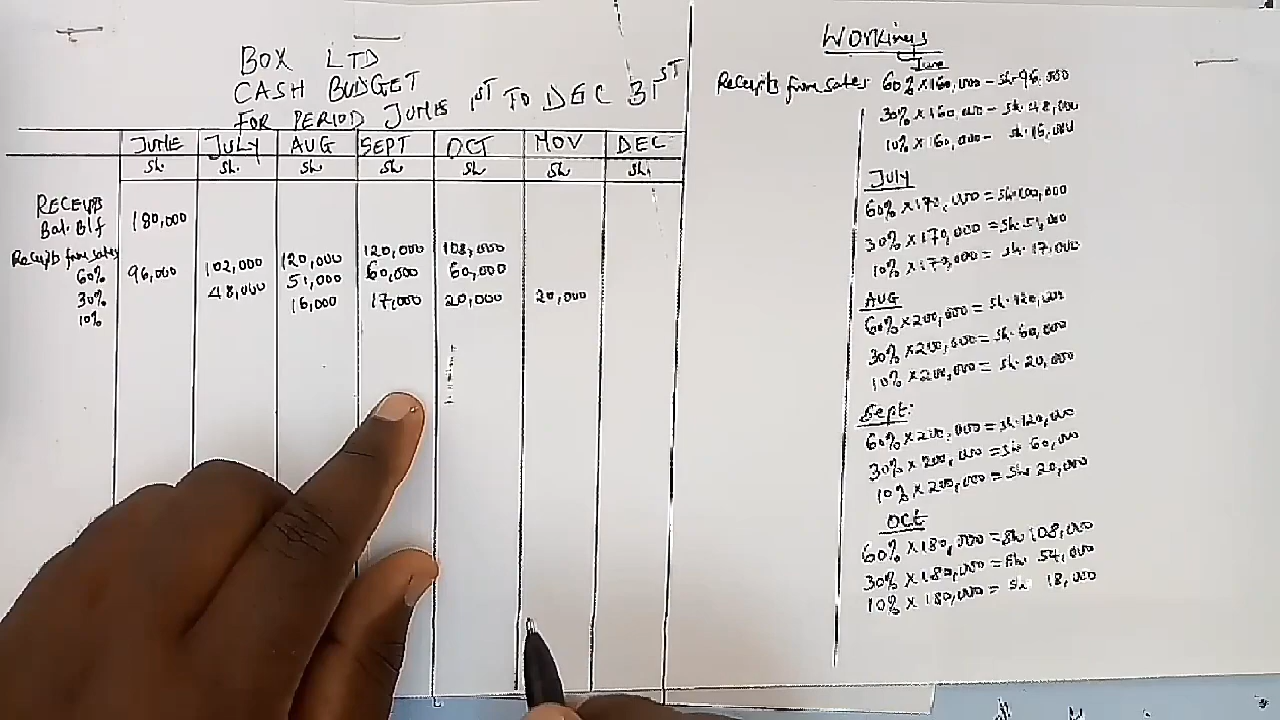 BOX LTD
CASH BUDGET
FOR PERIOD JUNE 1ST TO DEC 31ST
JUNE JULY AUG SEPT OCT NOV DEC
sh. sh. sh sh sh sh sh.
RECEIPTS
Bal. B/f 180,000
Receipts from sales
60% 96,000 102,000 120,000 120,000 108,000
30% 48,000 51,000 60,000 60,000
10% 16,000 17,000 20,000 20,000
Workings
June
Receipts from sales 60% x 160,000 - sh. 96,000
30% x 160,000 - sh. 48,000
10% x 160,000 - sh. 16,000
July
60% x 170,000 = sh.
30% x 170,000 = sh. 51,000
10% x 170,000 = sh. 17,000
AUG
60% x 200,000 = sh. 120,000
30% x 200,000 = sh. 60,000
10% x 200,000 = sh. 20,000
Sept:
60% x 200,000 = sh. 120,000
30% x 200,000 = sh 60,000
10% x 200,000 = sh. 20,000
OCT
60% x 180,000 = sh 108,000
30% x 180,000 = sh. 54,000
10% x 180,000 = sh. 18,000